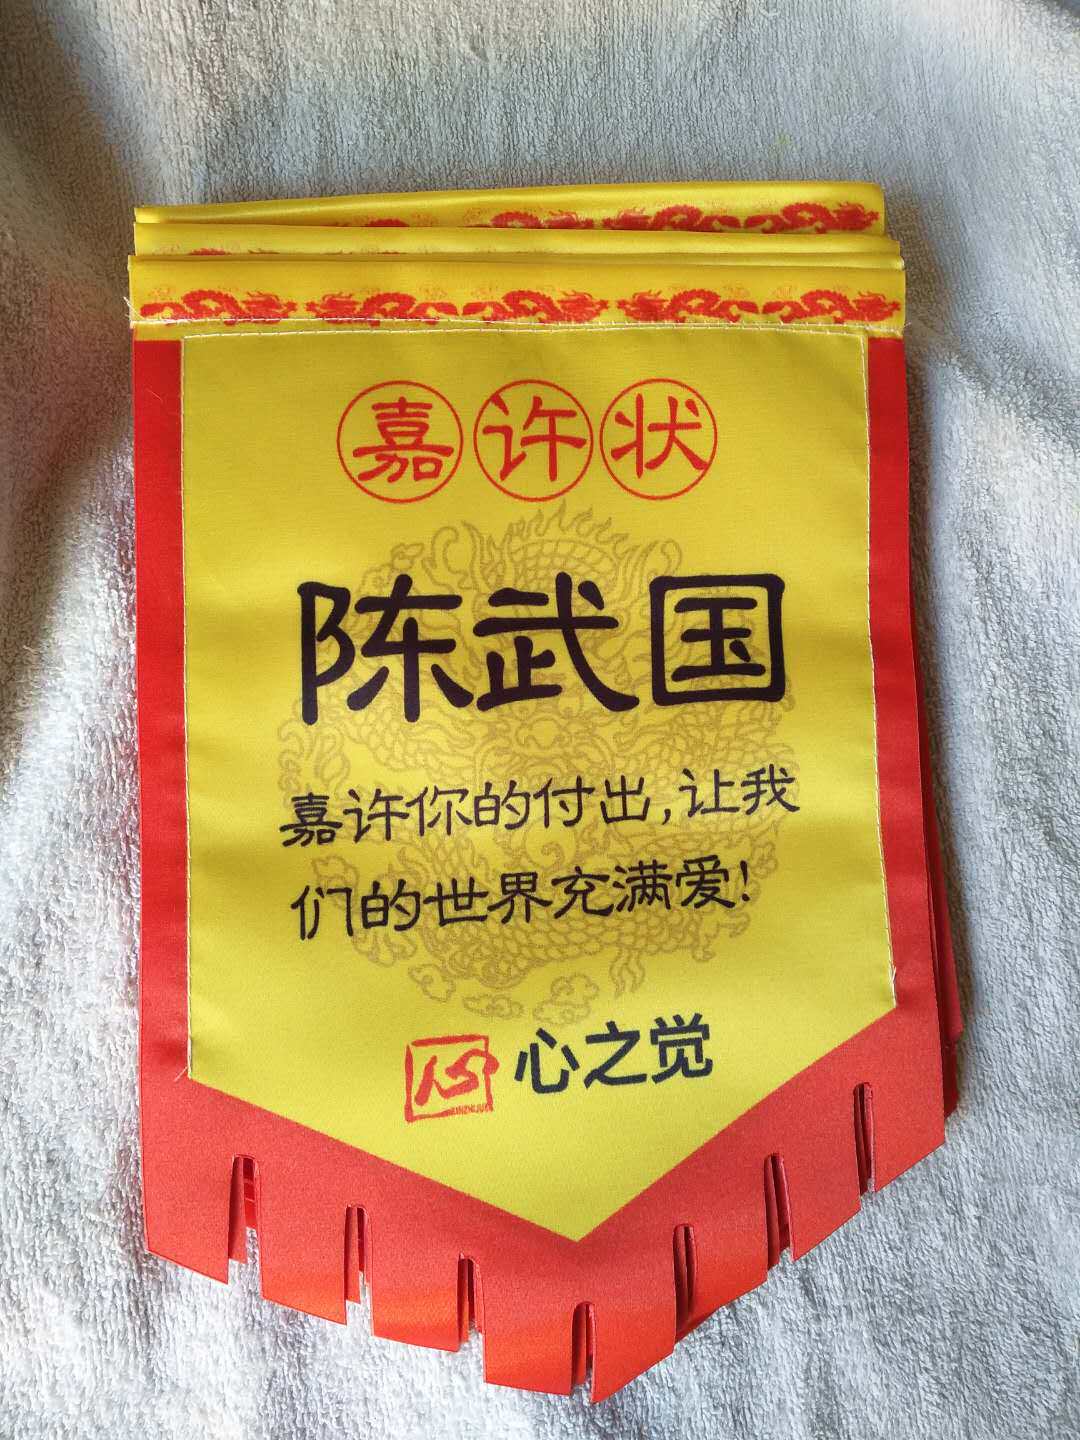 嘉许状
陈武国
嘉许你的付出,让我
们的世界充满爱!
心之觉